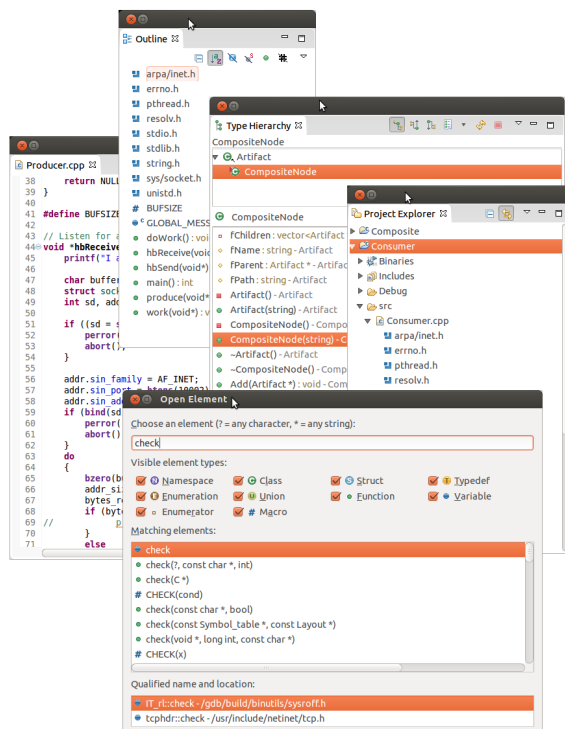 Outline
arpa/inet.h
errno.h
pthread.h
resolv.h
stdio.h
stdlib.h
string.h
sys/socket.h
unistd.h
BUFSIZE
GLOBAL_MESS
doWork() : voi
hbReceive(voi
hbSend(void*)
main() : int
produce(void*
work(void*) : v
Type Hierarchy
CompositeNode
Artifact
CompositeNode
CompositeNode
fChildren : vector<Artifact
fName : string - Artifact
fParent : Artifact * - Artifac
fPath : string - Artifact
Artifact() - Artifact
Artifact(string) - Artifact
CompositeNode() - Compo
CompositeNode(string) - C
~Artifact() - Artifact
~CompositeNode() - Comp
Add(Artifact *) : void - Com
Project Explorer
Composite
Consumer
Binaries
Includes
Debug
src
Consumer.cpp
arpa/inet.h
errno.h
pthread.h
resolv.h
Producer.cpp
38 return NULL
39 }
40
41 #define BUFSIZE
42
43 // Listen for a
44 void *hbReceive
45 printf("I a
46
47 char buffer
48 struct sock
49 int sd, add
50
51 if ((sd = s
52 perror(
53 abort();
54 }
55
56 addr.sin_family = AF_INET;
57 addr.sin_port = htons(10002)
58 addr.sin_ad
59 if (bind(sd
60 perror(
61 abort()
62 }
63 do
64 {
65 bzero(bu
66 addr_siz
67 bytes_re
68 if (byte
69 // p
70 }
71 else
Open Element
Choose an element (? = any character, * = any string):
check
Visible element types:
Namespace Class Struct Typedef
Enumeration Union Function Variable
Enumerator Macro
Matching elements:
check
check(?, const char *, int)
check(C *)
# CHECK(cond)
check(const char *, bool)
check(const Symbol_table *, const Layout *)
check(void *, long int, const char *)
# CHECK(x)
Qualified name and location:
IT_rl::check - /gdb/build/binutils/sysroff.h
tcphdr::check - /usr/include/netinet/tcp.h